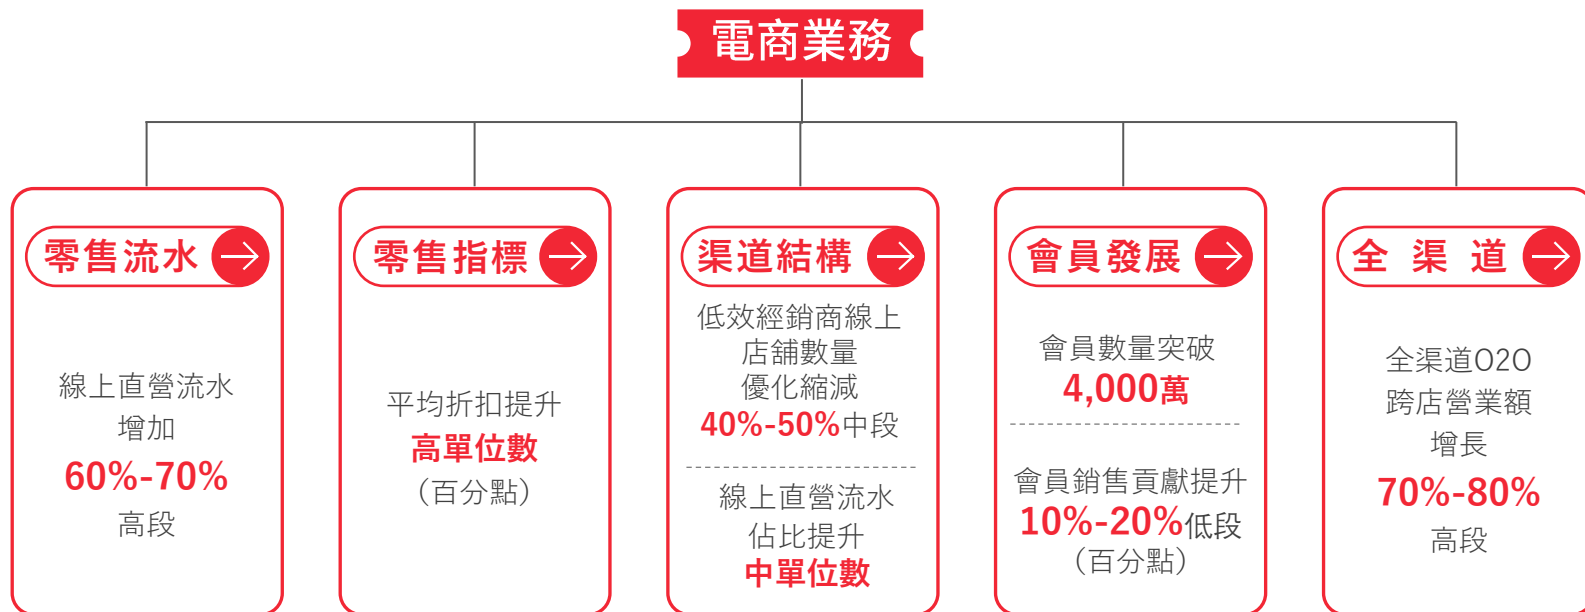 電商業務
零售流水
線上直營流水
增加
60%-70%
高段
零售指標
平均折扣提升
高單位數
（百分點）
渠道結構
低效經銷商線上
店舖數量
優化縮減
40%-50%中段
線上直營流水
佔比提升
中單位數
會員發展
會員數量突破
4,000萬
會員銷售貢獻提升
10%-20%低段
（百分點）
全 渠 道
全渠道O2O
跨店營業額
增長
70%-80%
高段